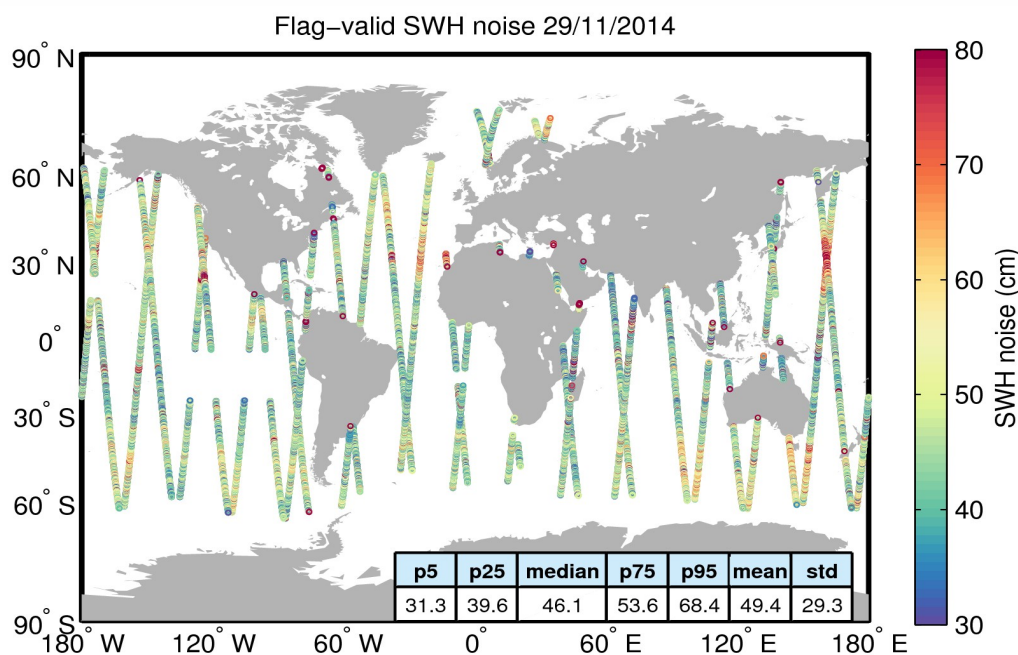 Flag−valid SWH noise 29/11/2014
90° N
60° N
30° N
0°
30° S
60° S
90° S
180° W
120° W
60° W
0°
60° E
120° E
180° E
80
70
60
50
40
30
SWH noise (cm)
p5 p25 median p75 p95 mean std
31.3 39.6 46.1 53.6 68.4 49.4 29.3